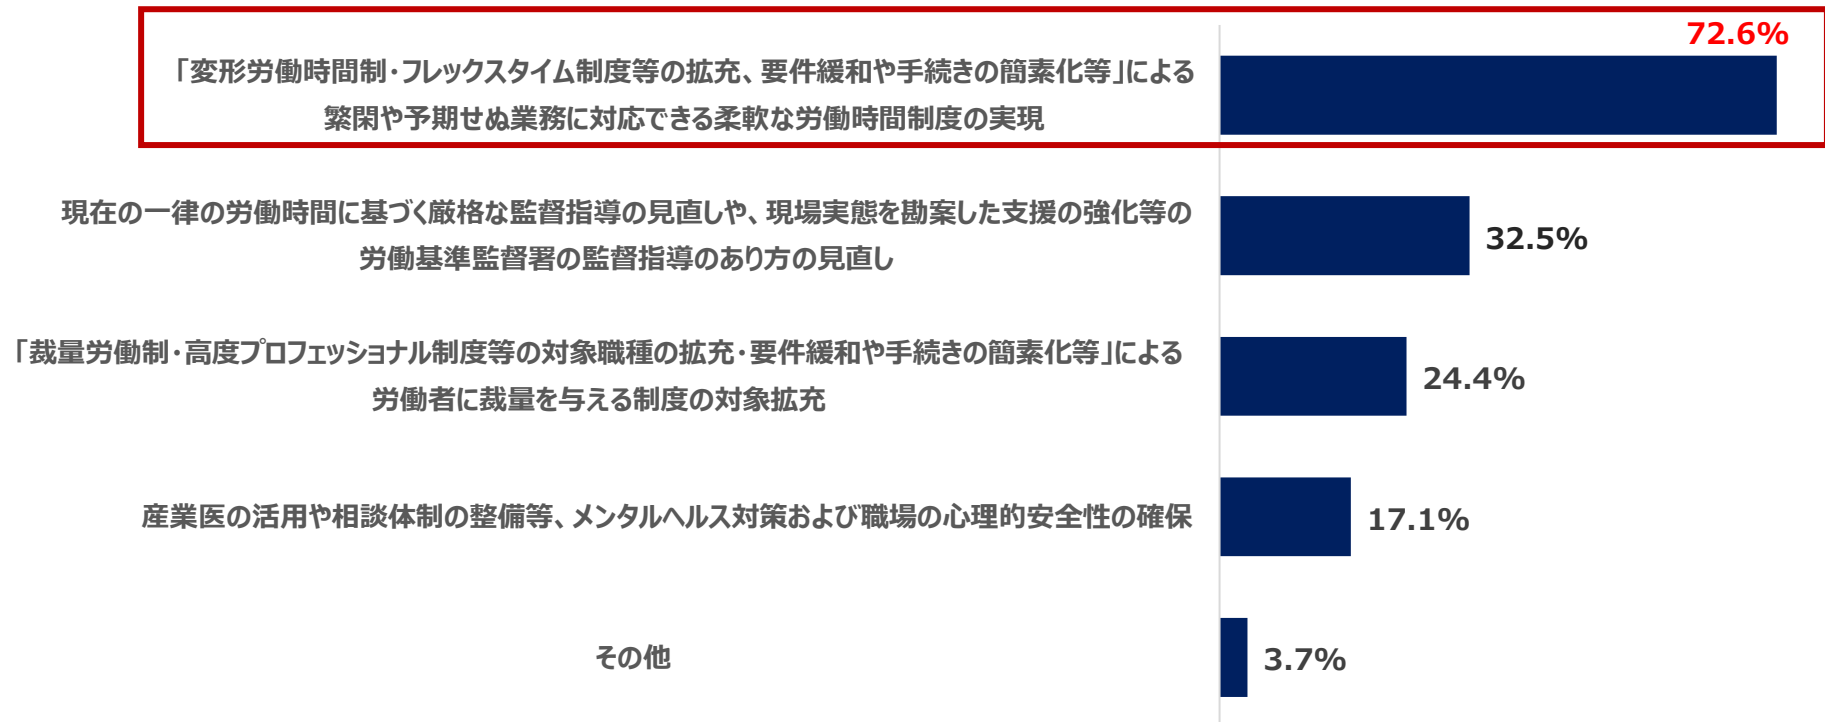 「変形労働時間制・フレックスタイム制度等の拡充、要件緩和や手続きの簡素化等」による
繁閑や予期せぬ業務に対応できる柔軟な労働時間制度の実現
72.6%
現在の一律の労働時間に基づく厳格な監督指導の見直しや、現場実態を勘案した支援の強化等の
労働基準監督署の監督指導のあり方の見直し
32.5%
「裁量労働制・高度プロフェッショナル制度等の対象職種の拡充・要件緩和や手続きの簡素化等」による
労働者に裁量を与える制度の対象拡充
24.4%
産業医の活用や相談体制の整備等、メンタルヘルス対策および職場の心理的安全性の確保
17.1%
その他
3.7%